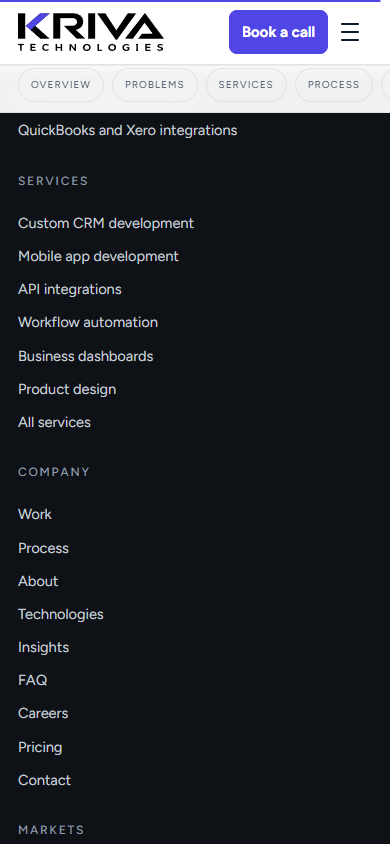 KRIVA
TECHNOLOGIES
Book a call
OVERVIEW
PROBLEMS
SERVICES
PROCESS
QuickBooks and Xero integrations
SERVICES
Custom CRM development
Mobile app development
API integrations
Workflow automation
Business dashboards
Product design
All services
COMPANY
Work
Process
About
Technologies
Insights
FAQ
Careers
Pricing
Contact
MARKETS